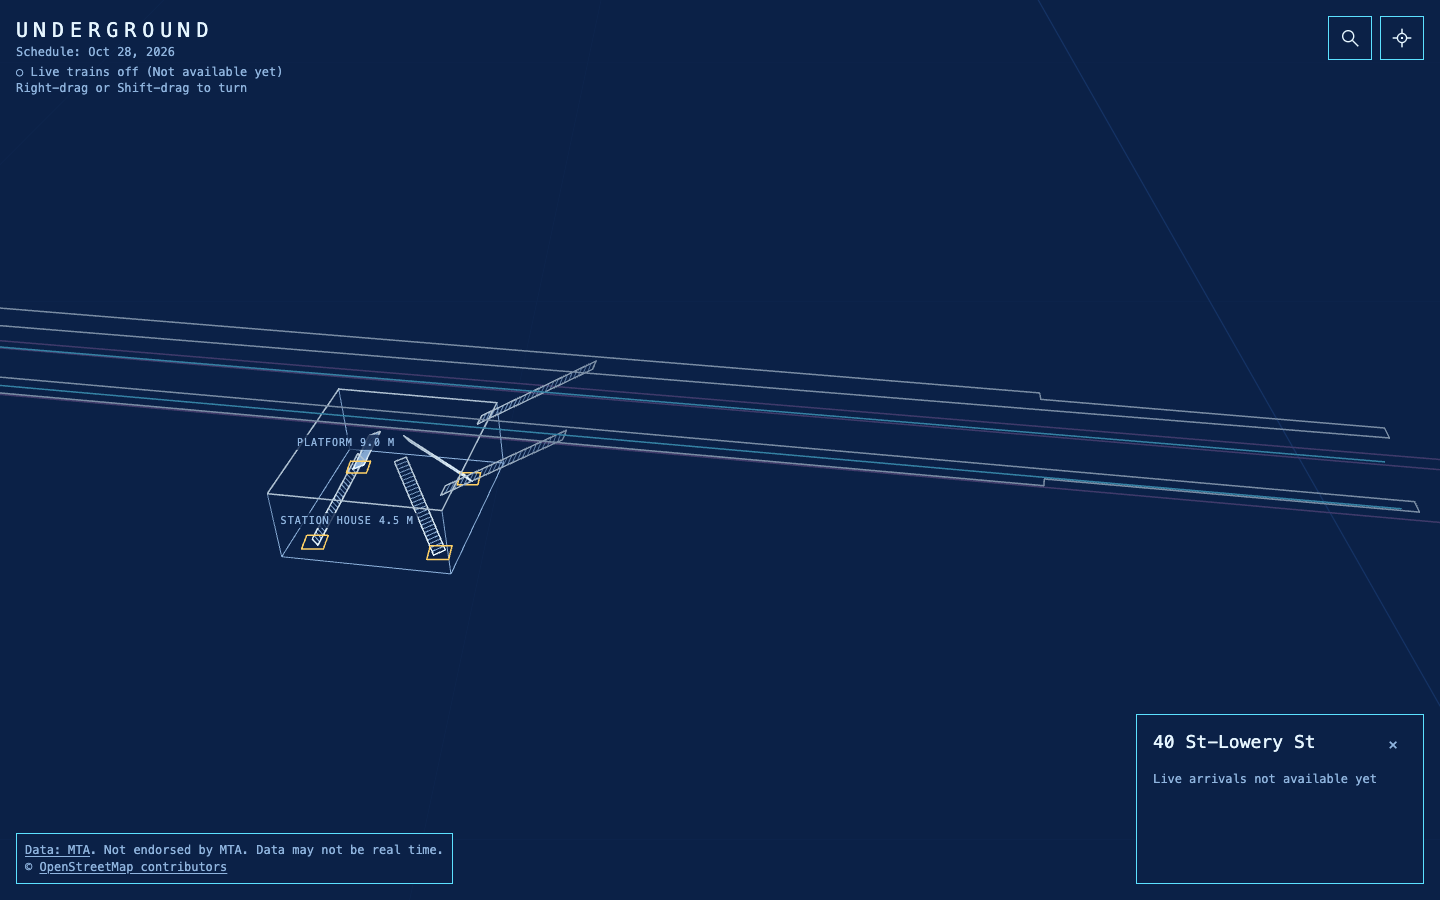 UNDERGROUND
Schedule: Oct 28, 2026
○ Live trains off (Not available yet)
Right-drag or Shift-drag to turn
PLATFORM 9.0 M
STATION HOUSE 4.5 M
40 St-Lowery St ×
Live arrivals not available yet
Data: MTA. Not endorsed by MTA. Data may not be real time.
© OpenStreetMap contributors